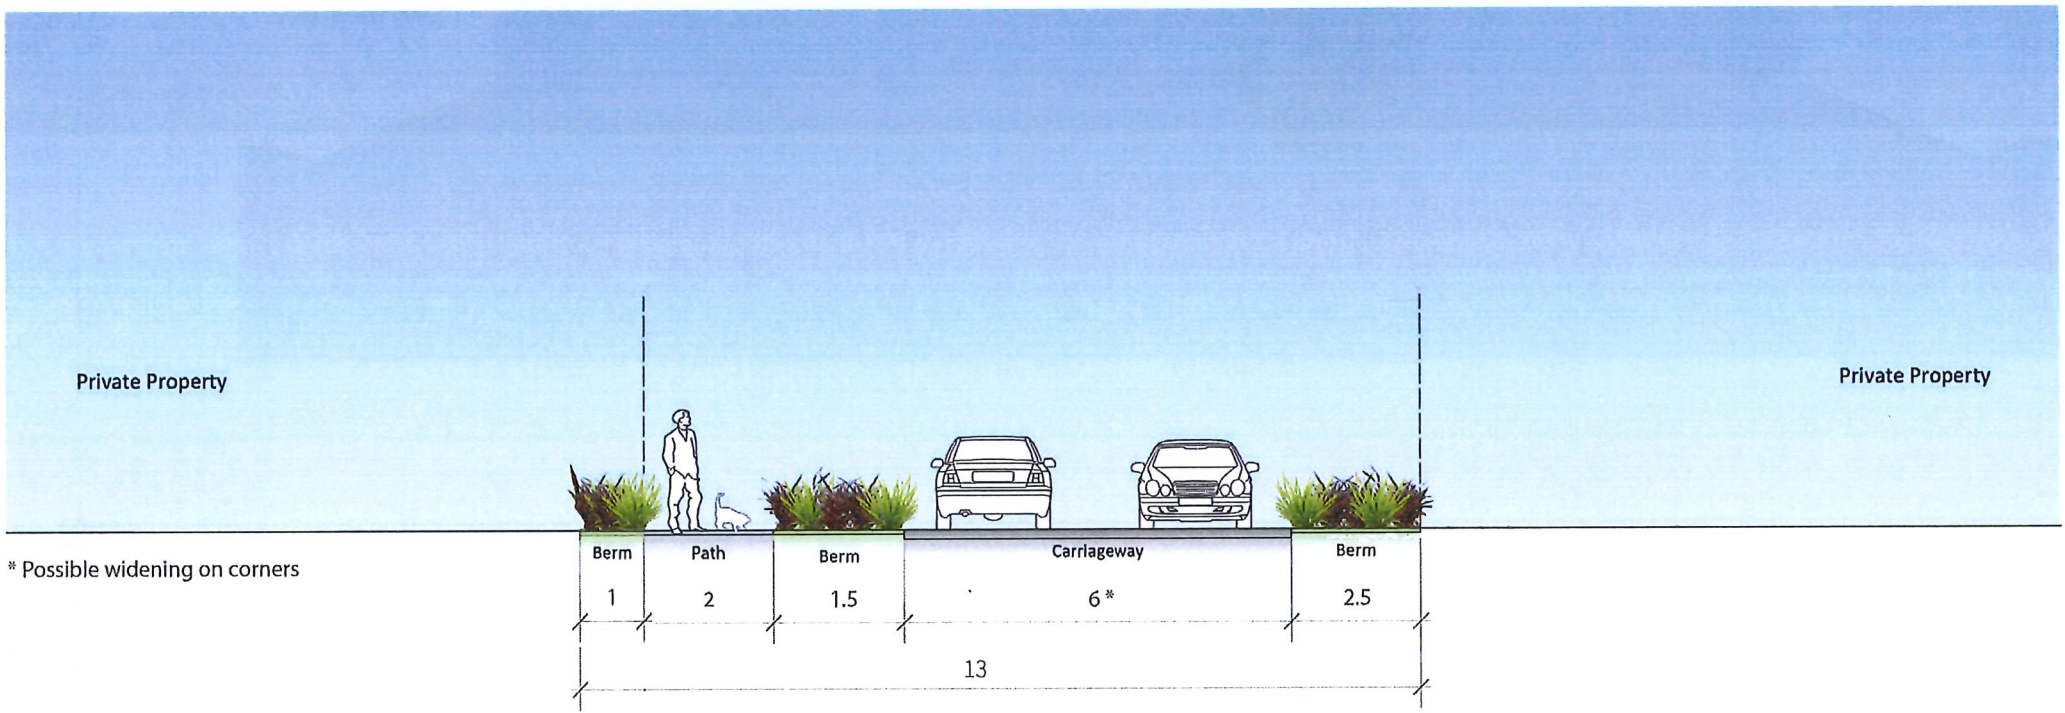 Private Property
Private Property
Berm Path Berm Carriageway Berm
* Possible widening on corners
1 2 1.5 6* 2.5
13